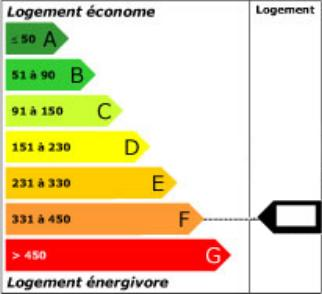 Logement économe
Logement
≤ 50 A
51 à 90 B
91 à 150 C
151 à 230 D
231 à 330 E
331 à 450 F
> 450 G
Logement énergivore